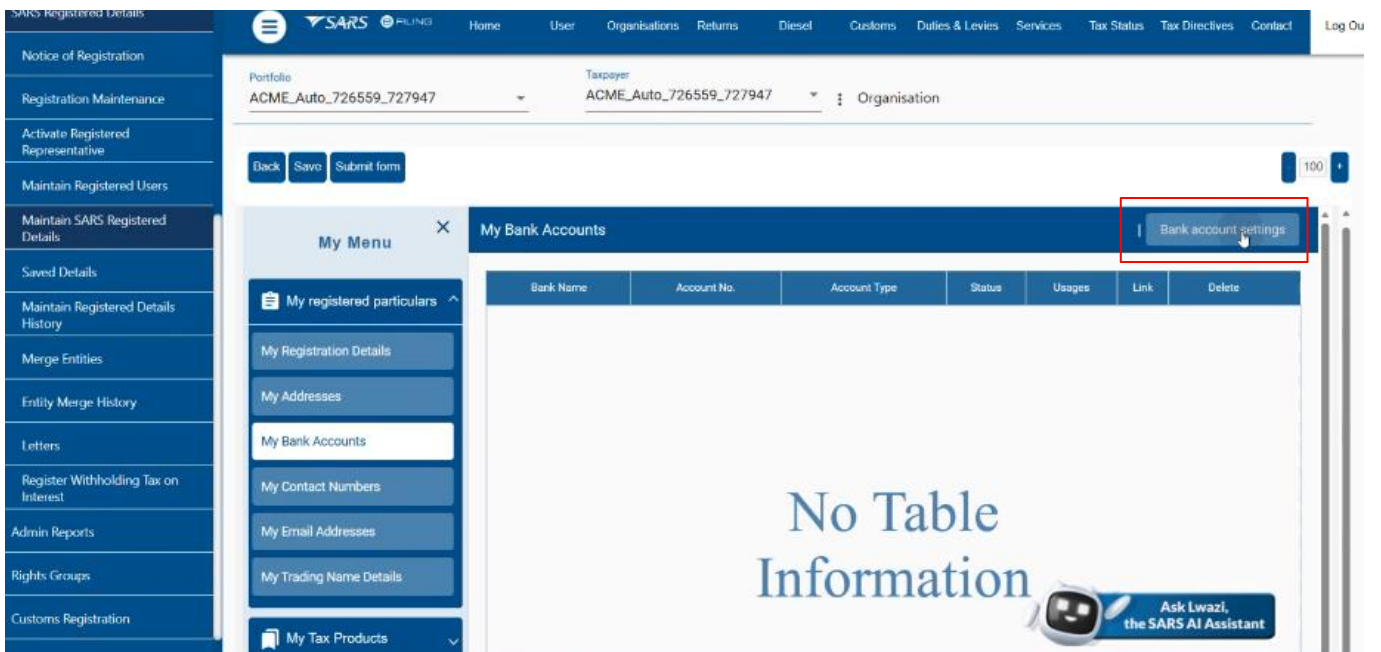 SARS Registered Details
Notice of Registration
Registration Maintenance
Activate Registered
Representative
Maintain Registered Users
Maintain SARS Registered
Details
Saved Details
Maintain Registered Details
History
Merge Entities
Entity Merge History
Letters
Register Withholding Tax on
Interest
Admin Reports
Rights Groups
Customs Registration
SARS eFILING
Home User Organisations Returns Diesel Customs Duties & Levies Services Tax Status Tax Directives Contact Log Ou
Portfolio
ACME_Auto_726559_727947
Taxpayer
ACME_Auto_726559_727947
Organisation
Back Save Submit form
- 100 +
My Menu
My registered particulars
My Registration Details
My Addresses
My Bank Accounts
My Contact Numbers
My Email Addresses
My Trading Name Details
My Tax Products
My Bank Accounts
| Bank account settings
Bank Name Account No. Account Type Status Usages Link Delete
No Table
Information
Ask Lwazi,
the SARS AI Assistant